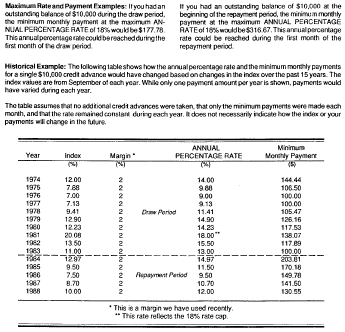 Maximum Rate and Payment Examples: If you had an
outstanding balance of $10,000 during the draw period,
the minimum monthly payment at the maximum AN-
NUAL PERCENTAGE RATE of 18% would be $177.78.
This annual percentage rate could be reached during the
first month of the draw period.
If you had an outstanding balance of $10,000 at the
beginning of the repayment period, the minimum monthly
payment at the maximum ANNUAL PERCENTAGE
RATE of 18% would be $316.67. This annual percentage
rate could be reached during the first month of the
repayment period.
Historical Example: The following table shows how the annual percentage rate and the minimum monthly payments
for a single $10,000 credit advance would have changed based on changes in the index over the past 15 years. The
index values are from September of each year. While only one payment amount per year is shown, payments would
have varied during each year.
The table assumes that no additional credit advances were taken, that only the minimum payments were made each
month, and that the rate remained constant during each year. It does not necessarily indicate how the index or your
payments will change in the future.
Year Index Margin * ANNUAL PERCENTAGE RATE Minimum Monthly Payment
(%) (%) (%) ($)
1974 12.00 2 14.00 144.44
1975 7.88 2 9.88 106.50
1976 7.00 2 9.00 100.00
1977 7.13 2 9.13 100.00
1978 9.41 2 Draw Period 11.41 105.47
1979 12.90 2 14.90 126.16
1980 12.23 2 14.23 117.53
1981 20.08 2 18.00 ** 138.07
1982 13.50 2 15.50 117.89
1983 11.00 2 13.00 100.00
1984 12.97 2 14.97 203.81
1985 9.50 2 11.50 170.18
1986 7.50 2 Repayment Period 9.50 149.78
1987 8.70 2 10.70 141.50
1988 10.00 2 12.00 130.55
* This is a margin we have used recently.
** This rate reflects the 18% rate cap.